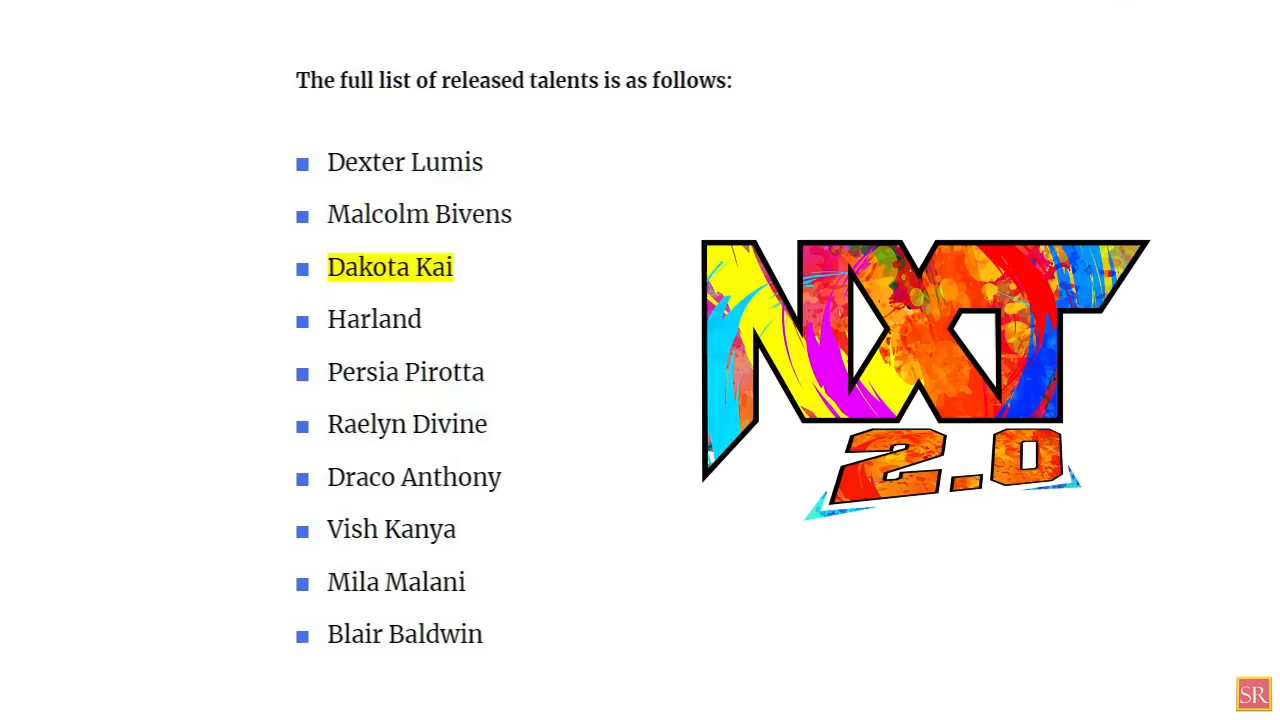 The full list of released talents is as follows:
Dexter Lumis
Malcolm Bivens
Dakota Kai
Harland
Persia Pirotta
Raelyn Divine
Draco Anthony
Vish Kanya
Mila Malani
Blair Baldwin
NXT
2.0
SR